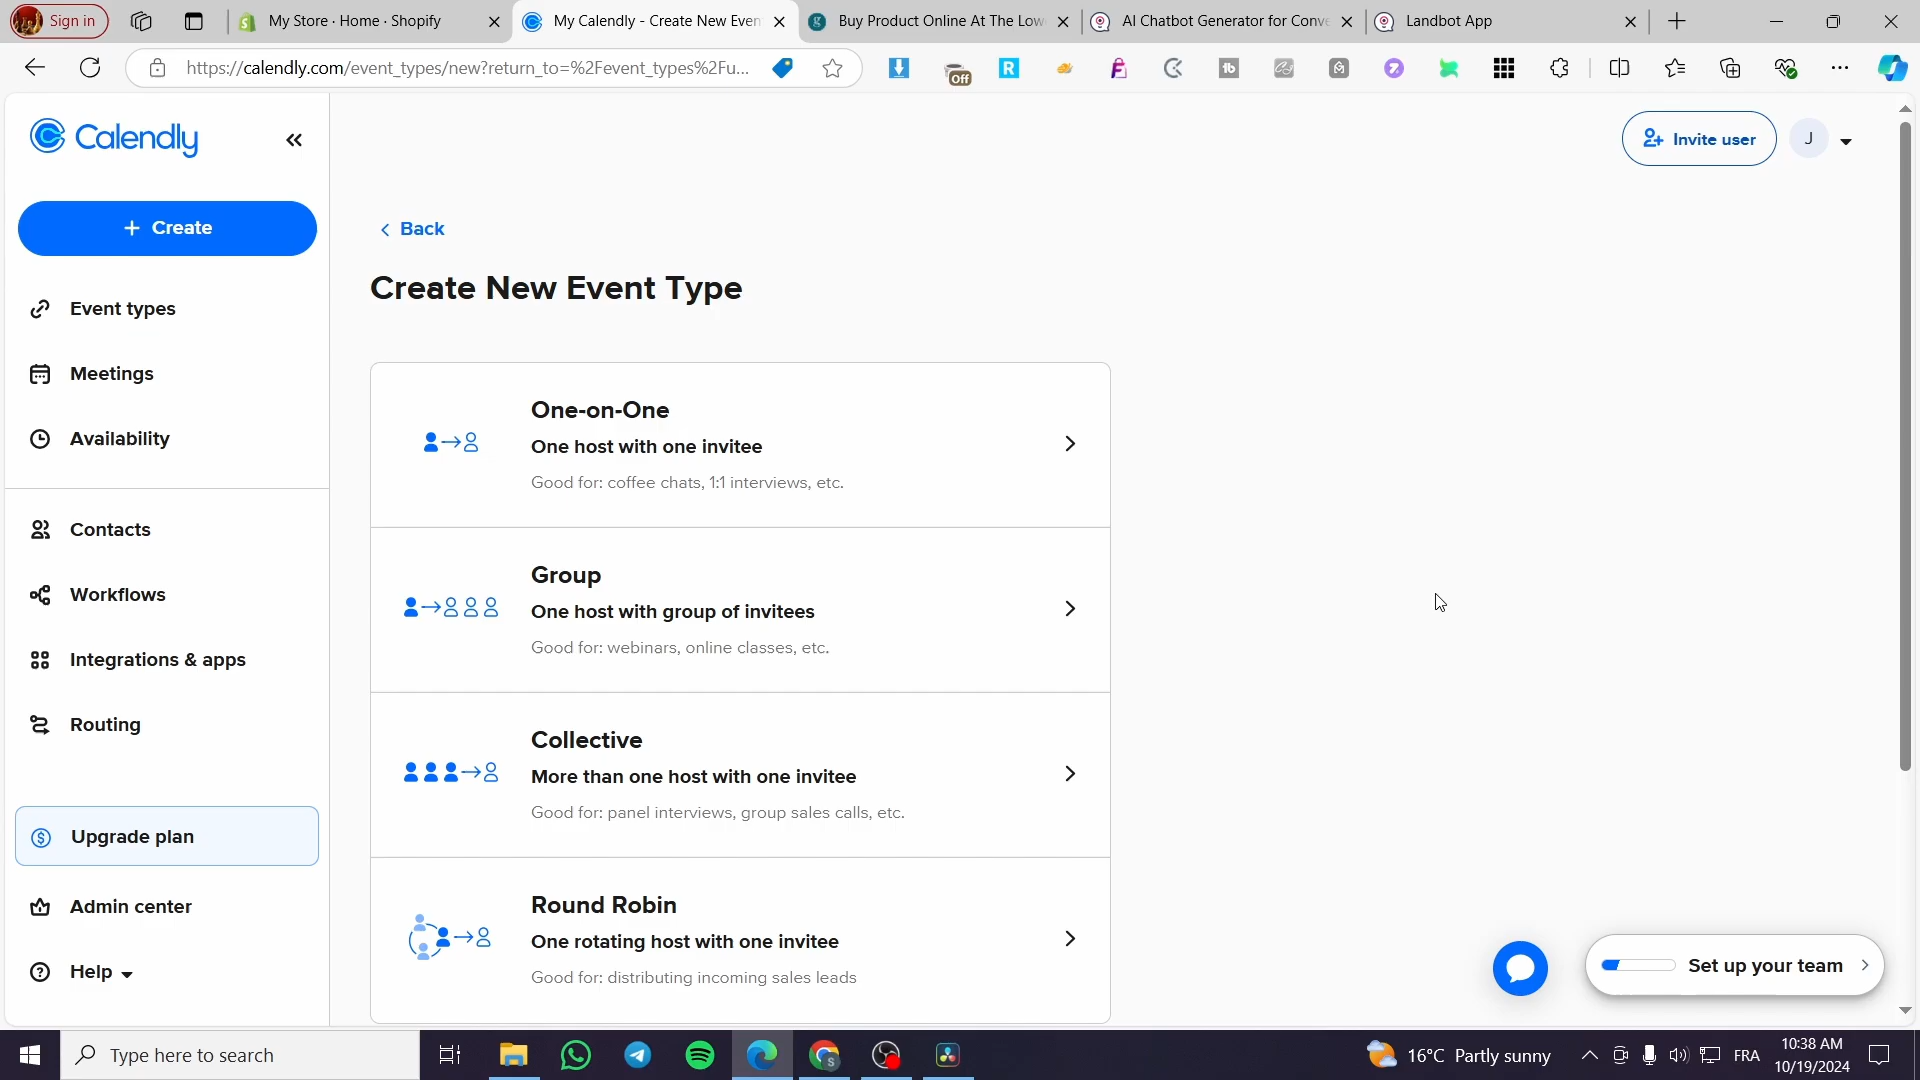 Sign in
My Store · Home · Shopify
My Calendly - Create New Even
Buy Product Online At The Low
AI Chatbot Generator for Conve
Landbot App
https://calendly.com/event_types/new?return_to=%2Fevent_types%2Fu...
Off
Calendly
Invite user
J
+ Create
Back
Create New Event Type
Event types
Meetings
Availability
Contacts
Workflows
Integrations & apps
Routing
Upgrade plan
Admin center
Help
One-on-One
One host with one invitee
Good for: coffee chats, 1:1 interviews, etc.
Group
One host with group of invitees
Good for: webinars, online classes, etc.
Collective
More than one host with one invitee
Good for: panel interviews, group sales calls, etc.
Round Robin
One rotating host with one invitee
Good for: distributing incoming sales leads
Set up your team
Type here to search
16°C Partly sunny
FRA
10:38 AM
10/19/2024